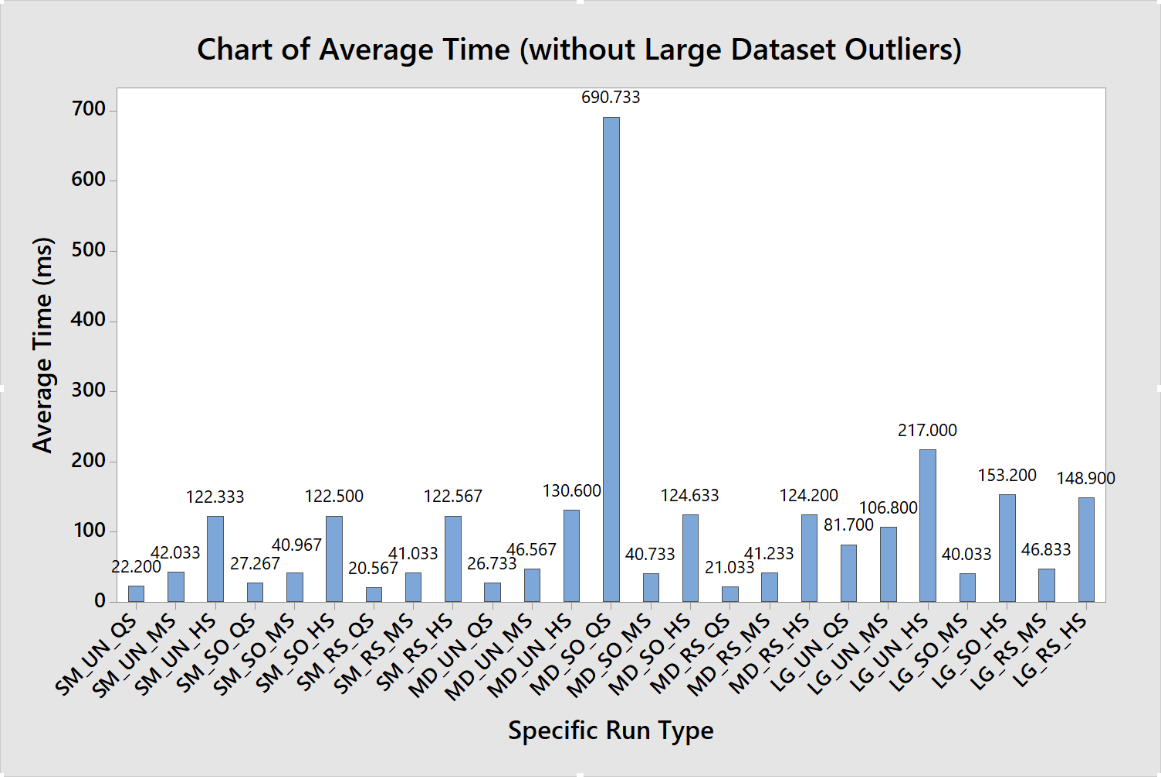 Chart of Average Time (without Large Dataset Outliers)
Average Time (ms)
700
600
500
400
300
200
100
0
22.200
42.033
122.333
27.267
40.967
122.500
20.567
41.033
122.567
26.733
46.567
130.600
690.733
40.733
124.633
21.033
41.233
124.200
81.700
106.800
217.000
40.033
153.200
46.833
148.900
SM_UN_QS
SM_UN_MS
SM_UN_HS
SM_SO_QS
SM_SO_MS
SM_SO_HS
SM_RS_QS
SM_RS_MS
SM_RS_HS
MD_UN_QS
MD_UN_MS
MD_UN_HS
MD_SO_QS
MD_SO_MS
MD_SO_HS
MD_RS_QS
MD_RS_MS
MD_RS_HS
LG_UN_QS
LG_UN_MS
LG_UN_HS
LG_SO_MS
LG_SO_HS
LG_RS_MS
LG_RS_HS
Specific Run Type